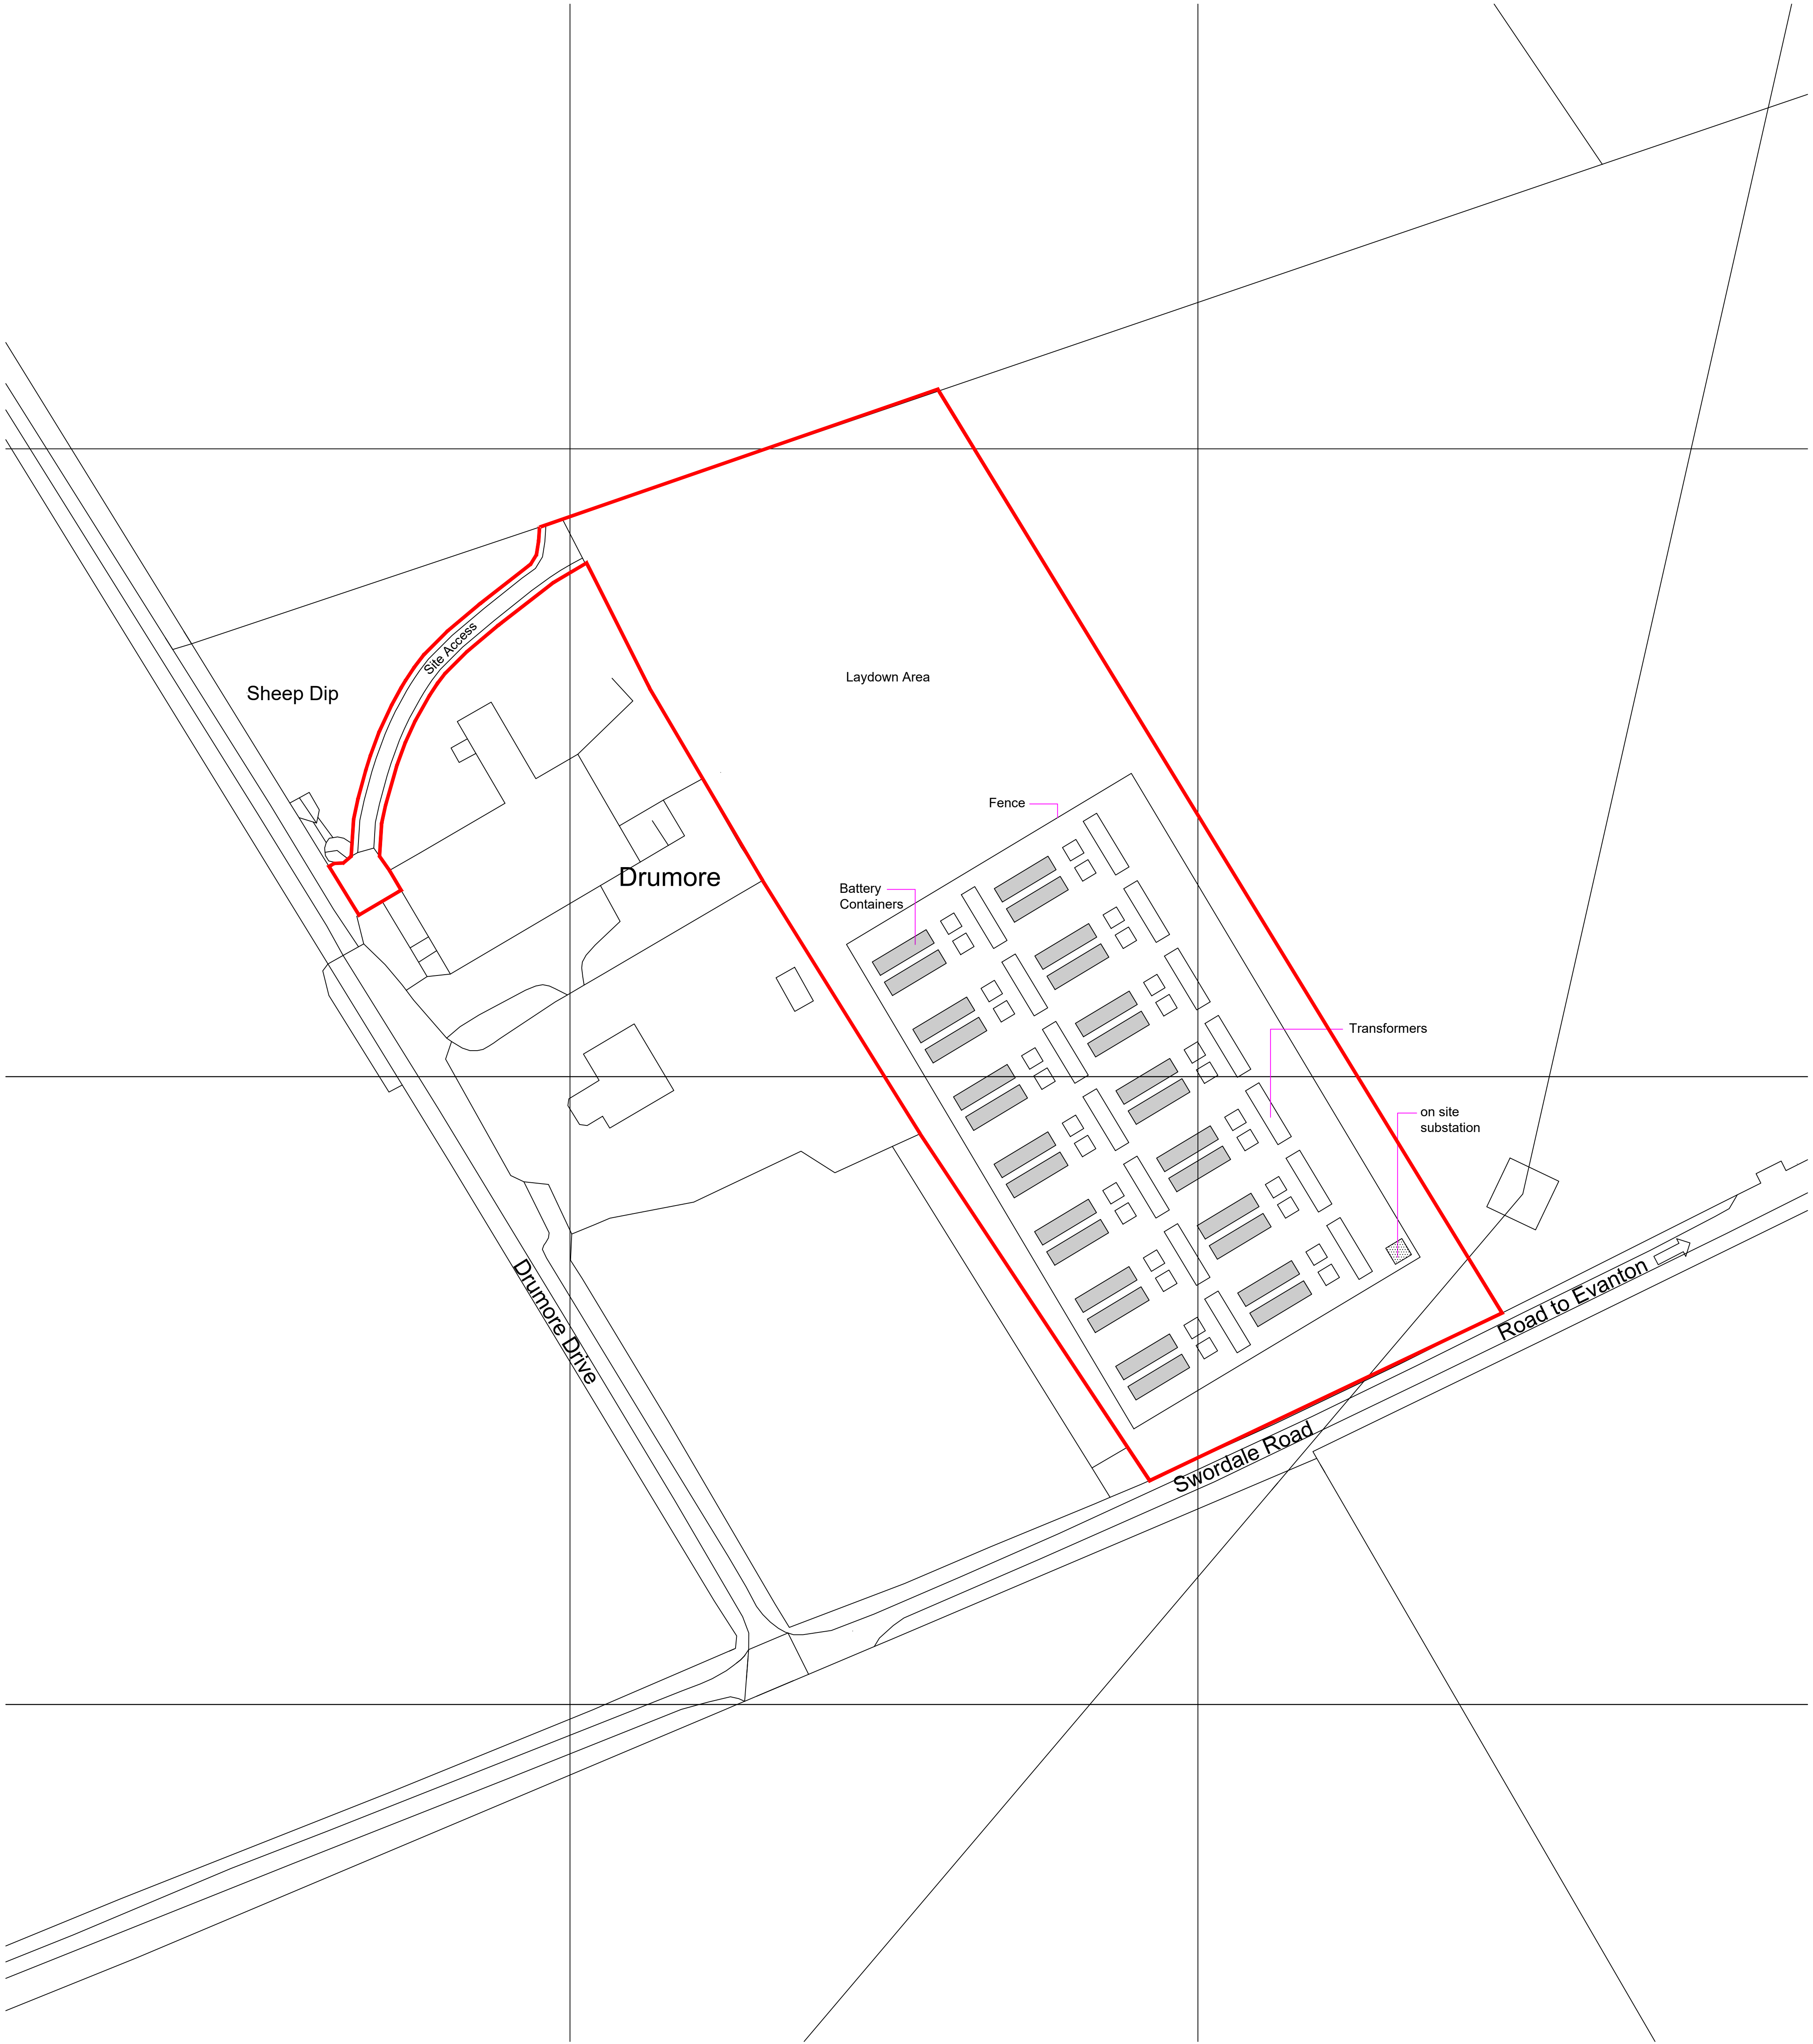 Site Access
Laydown Area
Sheep Dip
Fence
Drumore
Battery
Containers
Transformers
on site
substation
Drumore Drive
Road to Evanton
Swordale Road